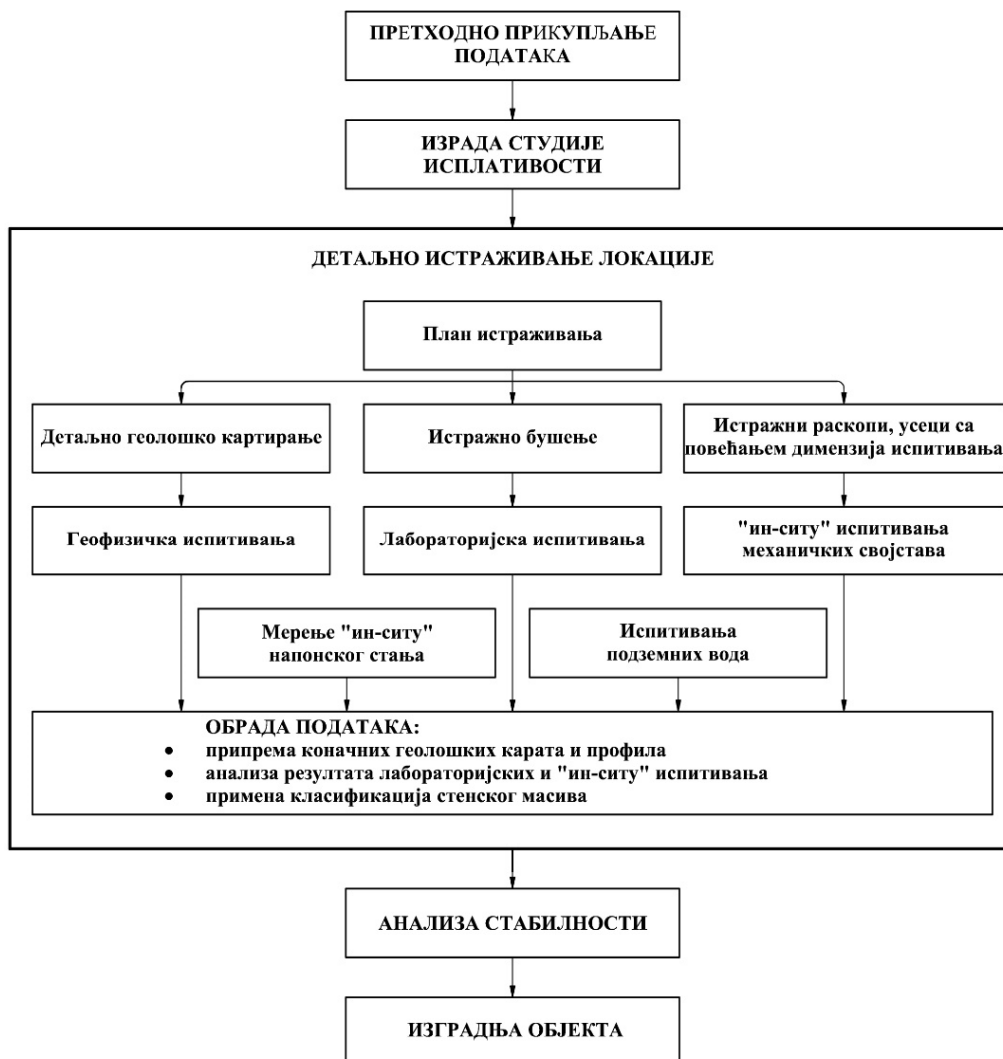 ПРЕТХОДНО ПРИКУПЉАЊЕ
ПОДАТАКА
ИЗРАДА СТУДИЈЕ
ИСПЛАТИВОСТИ
ДЕТАЉНО ИСТРАЖИВАЊЕ ЛОКАЦИЈЕ
План истраживања
Детаљно геолошко картирање
Истражно бушење
Истражни раскопи, усеци са
повећањем димензија испитивања
Геофизичка испитивања
Лабораторијска испитивања
"ин-ситу" испитивања
механичких својстава
Мерење "ин-ситу"
напонског стања
Испитивања
подземних вода
ОБРАДА ПОДАТАКА:
• припрема коначних геолошких карата и профила
• анализа резултата лабораторијских и "ин-ситу" испитивања
• примена класификација стенског масива
АНАЛИЗА СТАБИЛНОСТИ
ИЗГРАДЊА ОБЈЕКТА